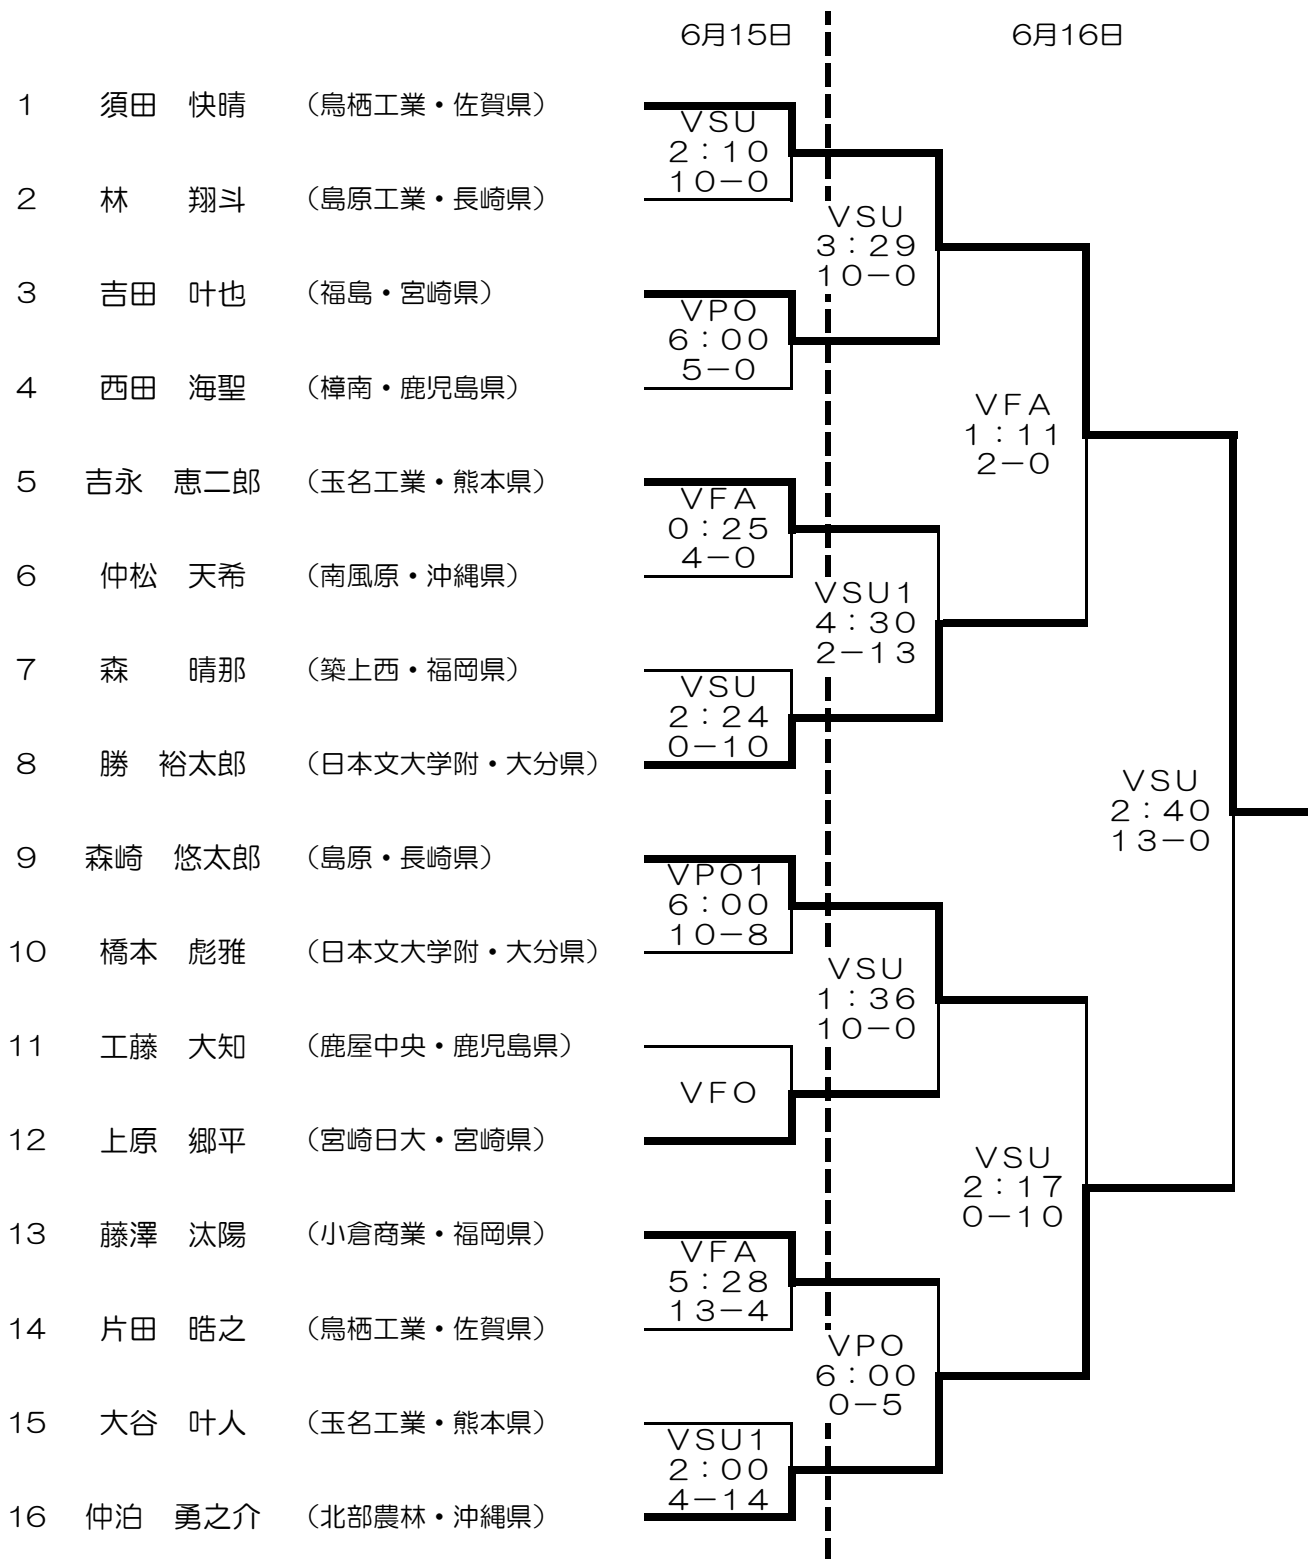 6月15日 6月16日
1 須田 快晴 （鳥栖工業・佐賀県）
VSU
2：10
10－0
2 林 翔斗 （島原工業・長崎県）
VSU
3：29
10－0
3 吉田 叶也 （福島・宮崎県）
VPO
6：00
5－0
4 西田 海聖 （樟南・鹿児島県）
VFA
1：11
2－0
5 吉永 恵二郎 （玉名工業・熊本県）
VFA
0：25
4－0
6 仲松 天希 （南風原・沖縄県）
VSU1
4：30
2－13
7 森 晴那 （築上西・福岡県）
VSU
2：24
0－10
8 勝 裕太郎 （日本文大学附・大分県）
VSU
2：40
13－0
9 森崎 悠太郎 （島原・長崎県）
VPO1
6：00
10－8
10 橋本 彪雅 （日本文大学附・大分県）
VSU
1：36
10－0
11 工藤 大知 （鹿屋中央・鹿児島県）
VFO
12 上原 郷平 （宮崎日大・宮崎県）
VSU
2：17
0－10
13 藤澤 汰陽 （小倉商業・福岡県）
VFA
5：28
13－4
14 片田 晧之 （鳥栖工業・佐賀県）
VPO
6：00
0－5
15 大谷 叶人 （玉名工業・熊本県）
VSU1
2：00
4－14
16 仲泊 勇之介 （北部農林・沖縄県）